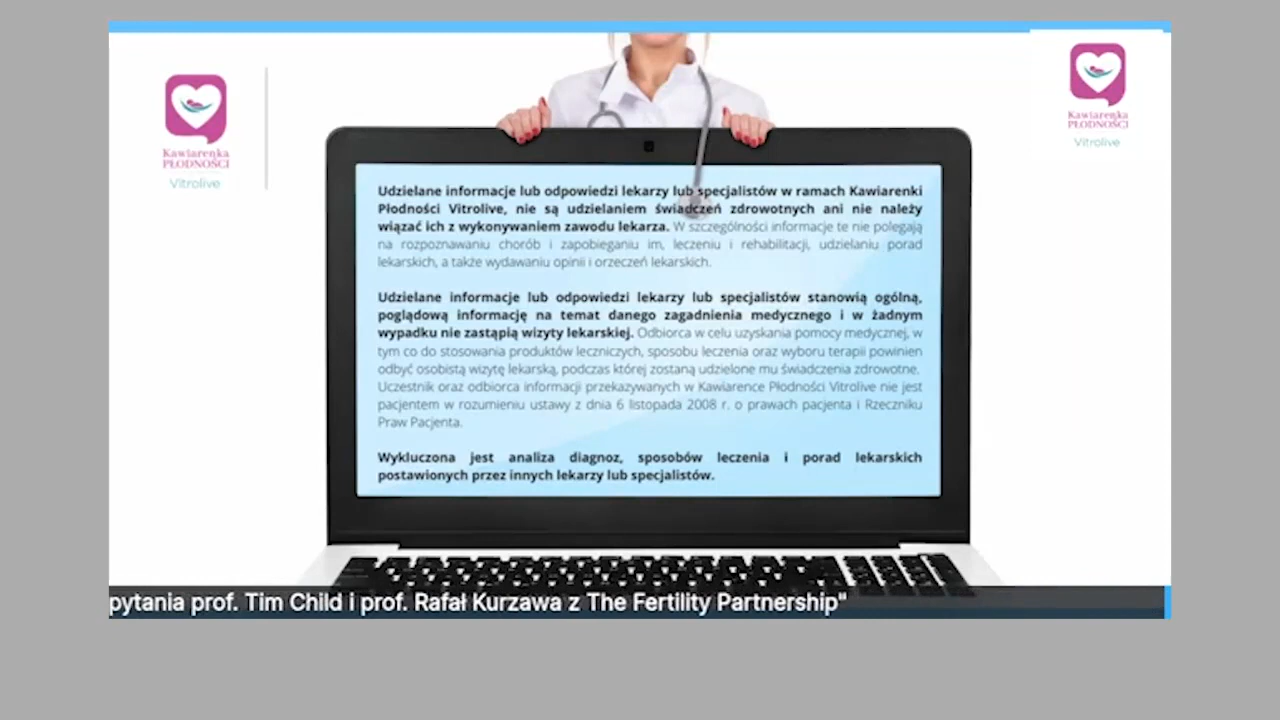 Kawiarenka
PŁODNOŚCI
Vitrolive
Kawiarenka
PŁODNOŚCI
Vitrolive
Udzielane informacje lub odpowiedzi lekarzy lub specjalistów w ramach Kawiarenki
Płodności Vitrolive, nie są udzielaniem świadczeń zdrowotnych ani nie należy
wiązać ich z wykonywaniem zawodu lekarza. W szczególności informacje te nie polegają
na rozpoznawaniu chorób i zapobieganiu im, leczeniu i rehabilitacji, udzielaniu porad
lekarskich, a także wydawaniu opinii i orzeczeń lekarskich.
Udzielane informacje lub odpowiedzi lekarzy lub specjalistów stanowią ogólną,
poglądową informację na temat danego zagadnienia medycznego i w żadnym
wypadku nie zastąpią wizyty lekarskiej. Odbiorca w celu uzyskania pomocy medycznej, w
tym co do stosowania produktów leczniczych, sposobu leczenia oraz wyboru terapii powinien
odbyć osobistą wizytę lekarską, podczas której zostaną udzielone mu świadczenia zdrowotne.
Uczestnik oraz odbiorca informacji przekazywanych w Kawiarence Płodności Vitrolive nie jest
pacjentem w rozumieniu ustawy z dnia 6 listopada 2008 r. o prawach pacjenta i Rzeczniku
Praw Pacjenta.
Wykluczona jest analiza diagnoz, sposobów leczenia i porad lekarskich
postawionych przez innych lekarzy lub specjalistów.
pytania prof. Tim Child i prof. Rafał Kurzawa z The Fertility Partnership"